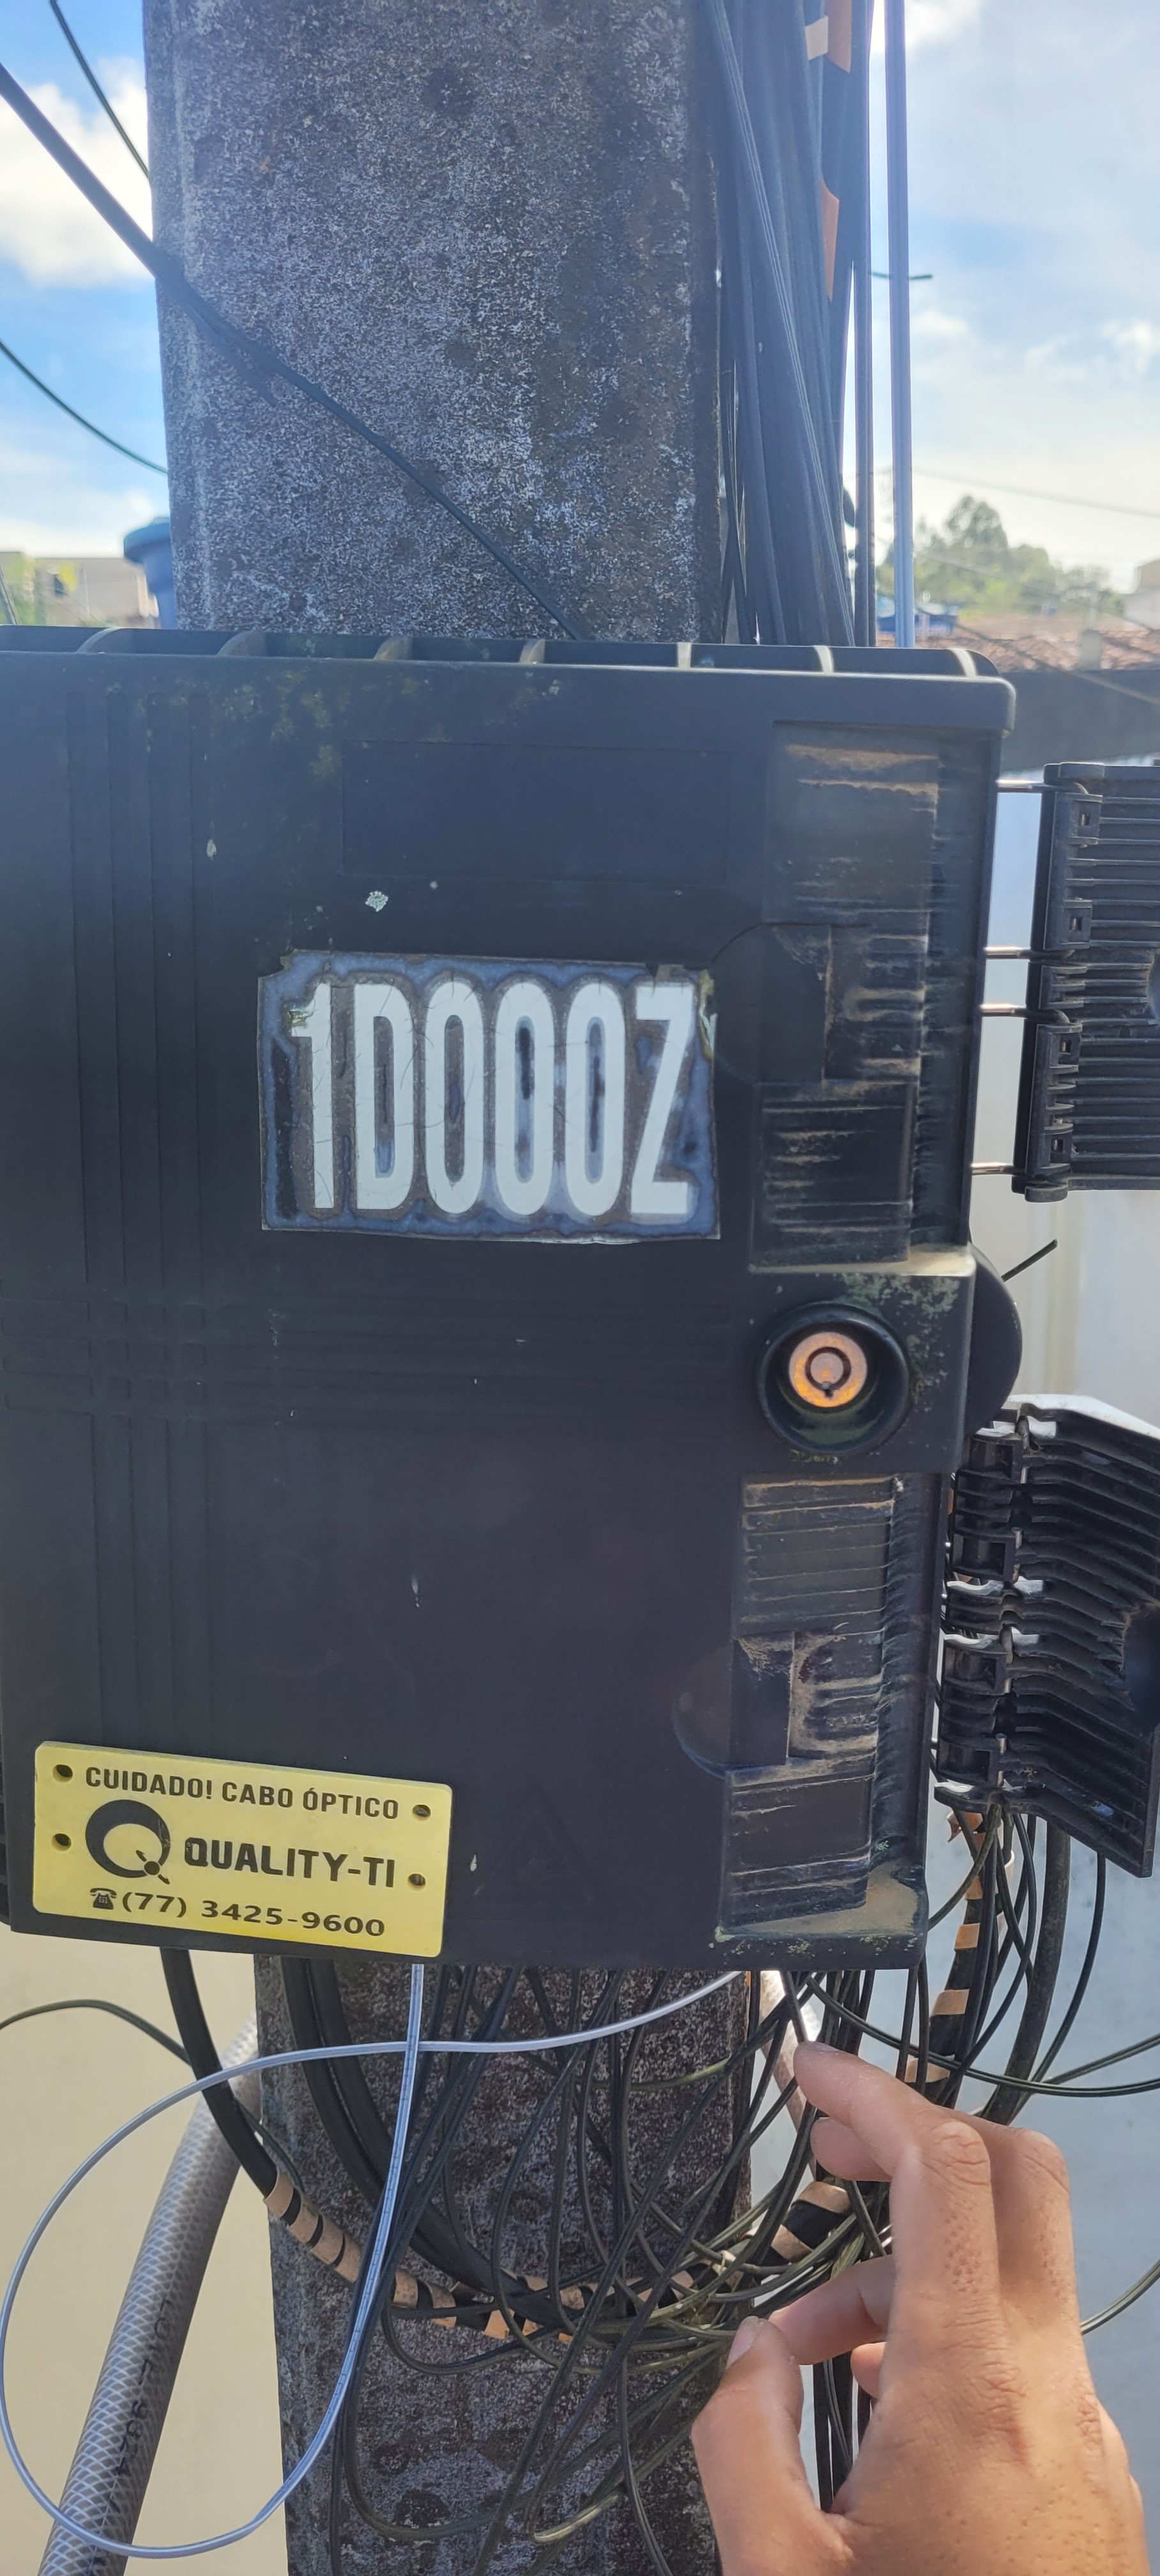 1D000Z
CUIDADO! CABO ÓPTICO
QUALITY-TI
(77) 3425-9600